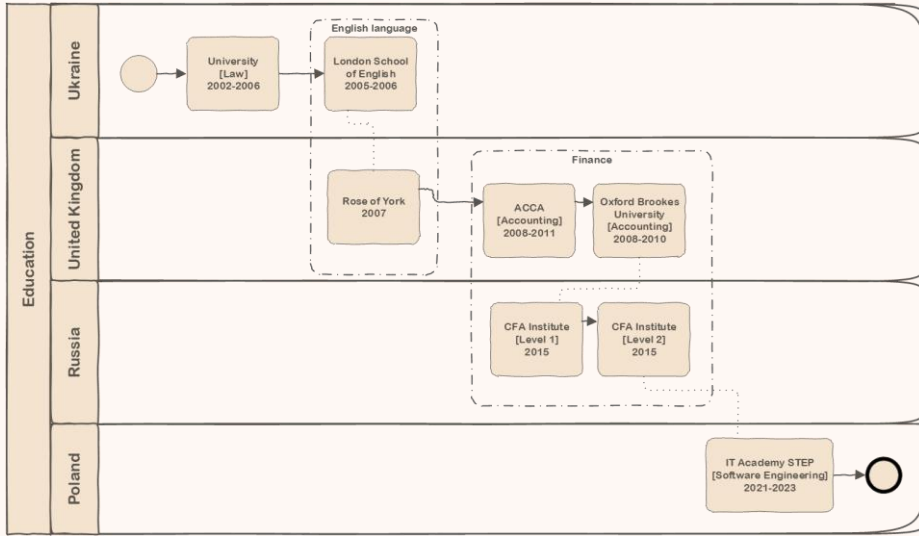 Education
Ukraine
English language
University
[Law]
2002-2006
London School
of English
2005-2006
United Kingdom
Rose of York
2007
Finance
ACCA
[Accounting]
2008-2011
Oxford Brookes
University
[Accounting]
2008-2010
Russia
CFA Institute
[Level 1]
2015
CFA Institute
[Level 2]
2015
Poland
IT Academy STEP
[Software Engineering]
2021-2023